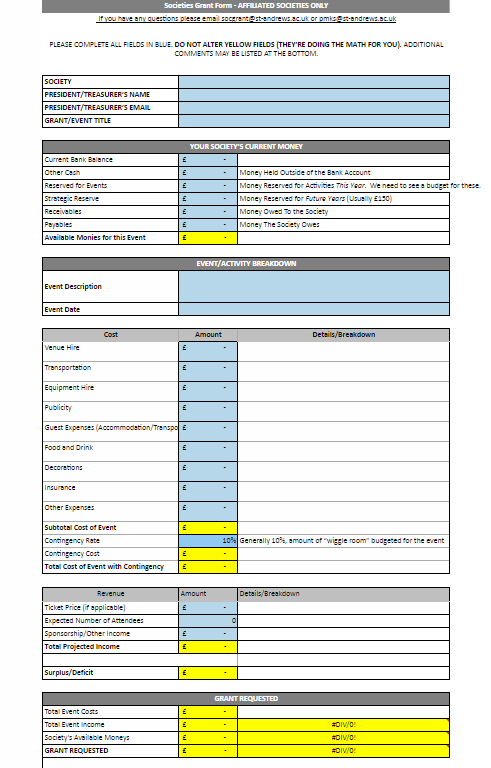 Societies Grant Form - AFFILIATED SOCIETIES ONLY
If you have any questions please email socgrant@st-andrews.ac.uk or pmks@st-andrews.ac.uk
PLEASE COMPLETE ALL FIELDS IN BLUE. DO NOT ALTER YELLOW FIELDS (THEY'RE DOING THE MATH FOR YOU). ADDITIONAL
COMMENTS MAY BE LISTED AT THE BOTTOM.
SOCIETY
PRESIDENT/TREASURER'S NAME
PRESIDENT/TREASURER'S EMAIL
GRANT/EVENT TITLE
YOUR SOCIETY'S CURRENT MONEY
Current Bank Balance £ -
Other Cash £ - Money Held Outside of the Bank Account
Reserved for Events £ - Money Reserved for Activities This Year. We need to see a budget for these.
Strategic Reserve £ - Money Reserved for Future Years (Usually £150)
Receivables £ - Money Owed To the Society
Payables £ - Money The Society Owes
Available Monies for this Event £ -
EVENT/ACTIVITY BREAKDOWN
Event Description
Event Date
Cost Amount Details/Breakdown
Venue Hire £ -
Transportation £ -
Equipment Hire £ -
Publicity £ -
Guest Expenses (Accommodation/Transpo £ -
Food and Drink £ -
Decorations £ -
Insurance £ -
Other Expenses £ -
Subtotal Cost of Event £ -
Contingency Rate 10% Generally 10%, amount of "wiggle room" budgeted for the event
Contingency Cost £ -
Total Cost of Event with Contingency £ -
Revenue Amount Details/Breakdown
Ticket Price (if applicable) £ -
Expected Number of Attendees 0
Sponsorship/Other Income £ -
Total Projected Income £ -
Surplus/Deficit £ -
GRANT REQUESTED
Total Event Costs £ -
Total Event Income £ - #DIV/0!
Society's Available Moneys £ - #DIV/0!
GRANT REQUESTED £ - #DIV/0!